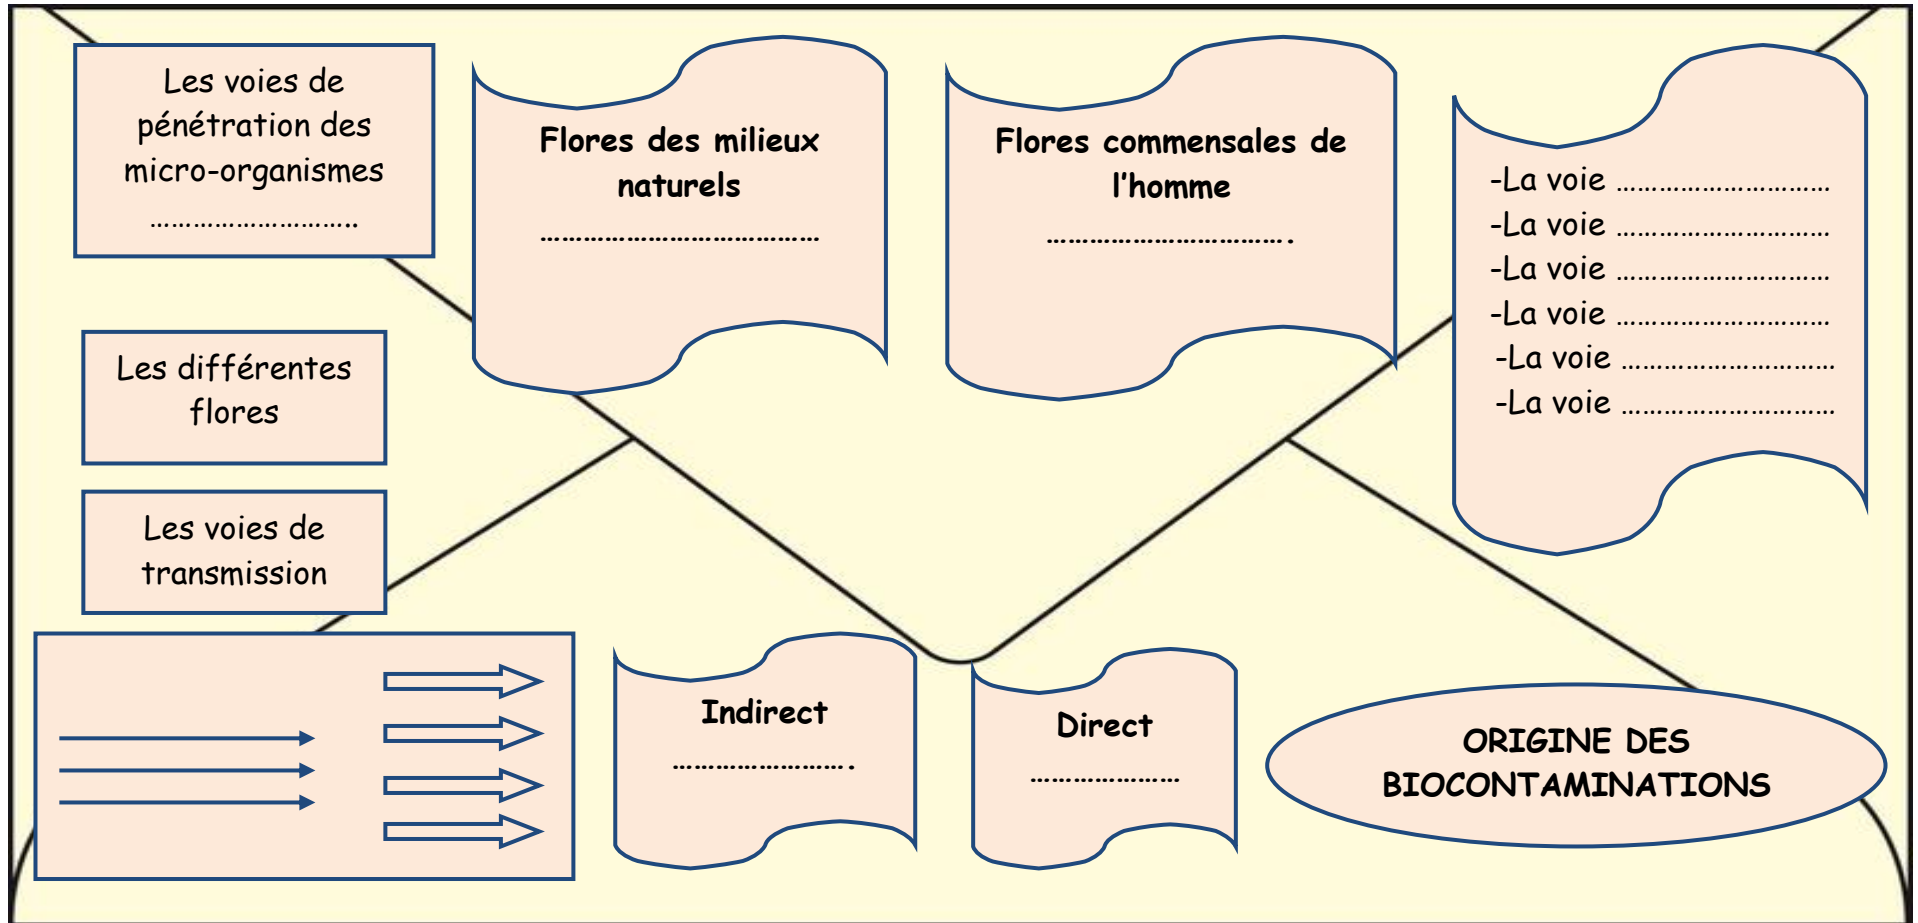 Les voies de
pénétration des
micro-organismes
……………………..
Flores des milieux
naturels
…………………………………
Flores commensales de
l'homme
…………………………….
-La voie …………………………
-La voie …………………………
-La voie …………………………
-La voie …………………………
-La voie …………………………
-La voie …………………………
Les différentes
flores
Les voies de
transmission
Indirect
…………………….
Direct
…………………
ORIGINE DES
BIOCONTAMINATIONS